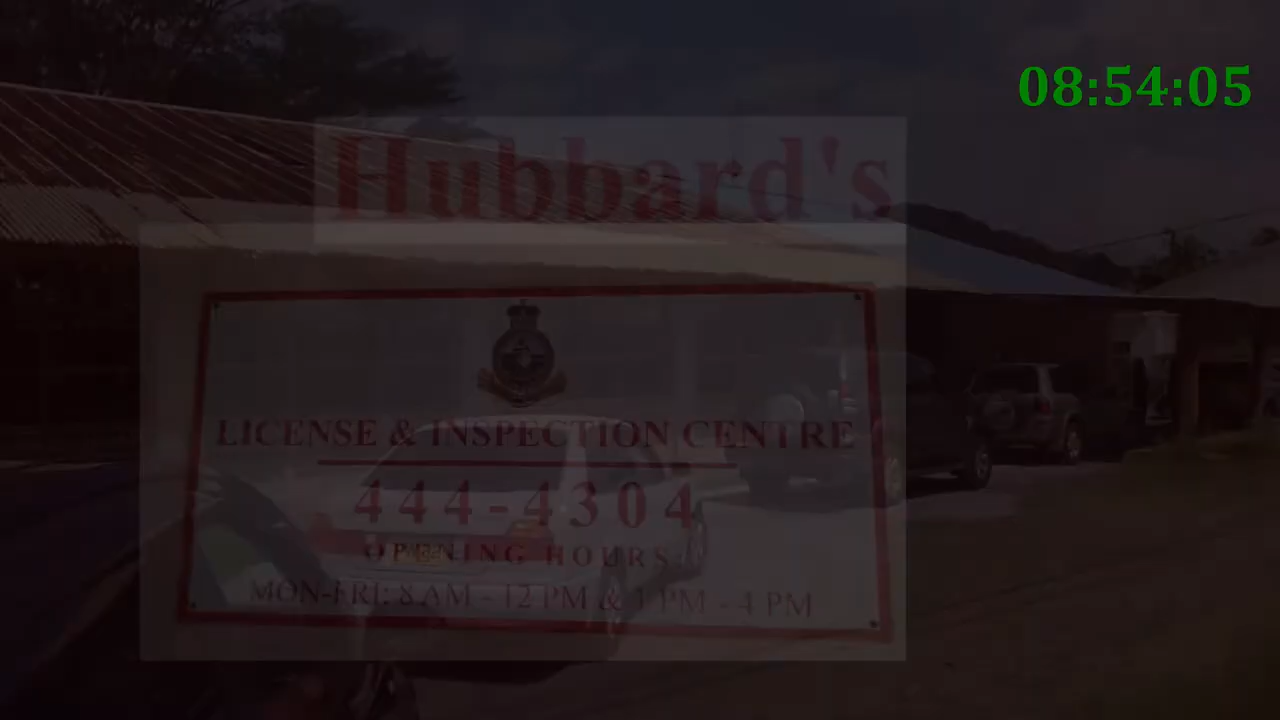 08:54:05
Hubbard's
LICENSE & INSPECTION CENTRE
444-4304
OPENING HOURS:
MON-FRI: 8 AM - 12 PM & 1 PM - 4 PM